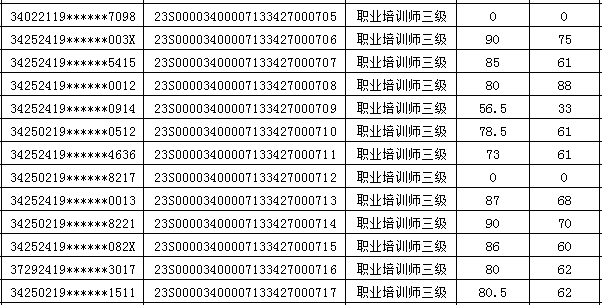 34022119******7098 23S00003400007133427000705 职业培训师三级 0 0
34252419******003X 23S00003400007133427000706 职业培训师三级 90 75
34252419******5415 23S00003400007133427000707 职业培训师三级 85 61
34252419******0012 23S00003400007133427000708 职业培训师三级 80 88
34252419******0914 23S00003400007133427000709 职业培训师三级 56.5 33
34250219******0512 23S00003400007133427000710 职业培训师三级 78.5 61
34252419******4636 23S00003400007133427000711 职业培训师三级 73 61
34250219******8217 23S00003400007133427000712 职业培训师三级 0 0
34252419******0013 23S00003400007133427000713 职业培训师三级 87 68
34250219******8221 23S00003400007133427000714 职业培训师三级 90 70
34252419******082X 23S00003400007133427000715 职业培训师三级 86 60
37292419******3017 23S00003400007133427000716 职业培训师三级 80 62
34250219******1511 23S00003400007133427000717 职业培训师三级 80.5 62